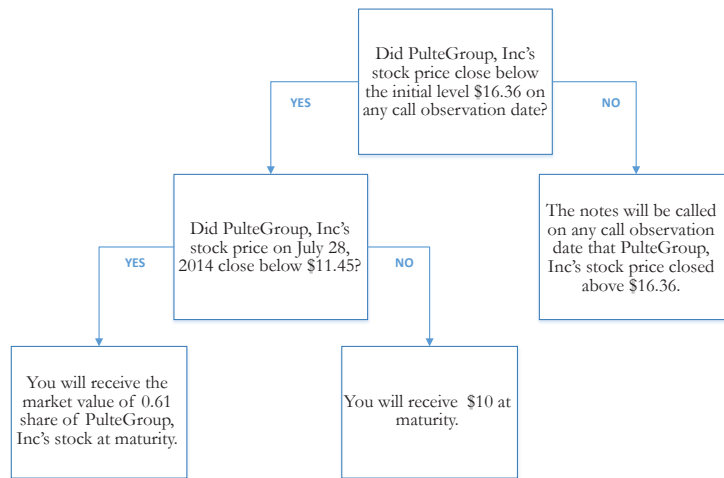 Did PulteGroup, Inc's
stock price close below
the initial level $16.36 on
any call observation date?
YES
NO
Did PulteGroup, Inc's
stock price on July 28,
2014 close below $11.45?
The notes will be called
on any call observation
date that PulteGroup,
Inc's stock price closed
above $16.36.
YES
NO
You will receive the
market value of 0.61
share of PulteGroup,
Inc's stock at maturity.
You will receive $10 at
maturity.